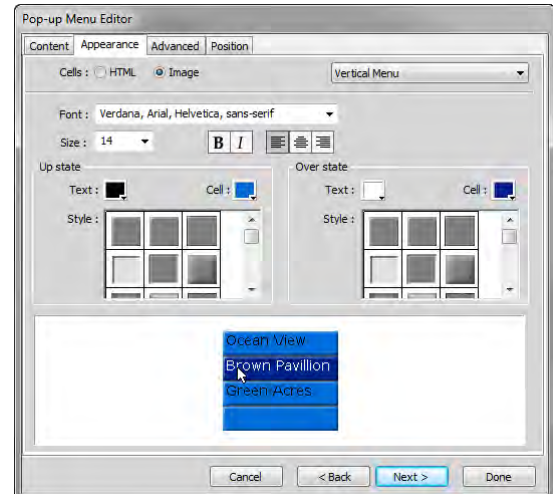 Pop-up Menu Editor
Content Appearance Advanced Position
Cells : HTML Image Vertical Menu
Font : Verdana, Arial, Helvetica, sans-serif
Size : 14 B I
Up state Over state
Text : Cell : Text : Cell :
Style : Style :
Ocean View
Brown Pavillion
Green Acres
Cancel < Back Next > Done